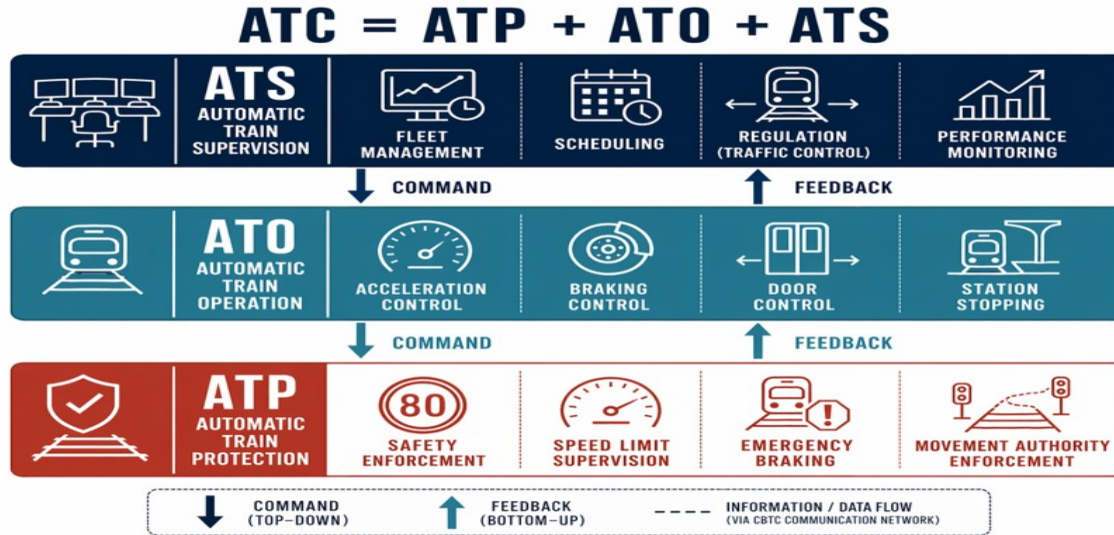 ATC = ATP + ATO + ATS
ATS
AUTOMATIC
TRAIN
SUPERVISION
FLEET
MANAGEMENT
SCHEDULING
REGULATION
(TRAFFIC CONTROL)
PERFORMANCE
MONITORING
COMMAND
FEEDBACK
ATO
AUTOMATIC
TRAIN
OPERATION
ACCELERATION
CONTROL
BRAKING
CONTROL
DOOR
CONTROL
STATION
STOPPING
COMMAND
FEEDBACK
ATP
AUTOMATIC
TRAIN
PROTECTION
80
SAFETY
ENFORCEMENT
SPEED LIMIT
SUPERVISION
!
EMERGENCY
BRAKING
MOVEMENT AUTHORITY
ENFORCEMENT
COMMAND
(TOP-DOWN)
FEEDBACK
(BOTTOM-UP)
INFORMATION / DATA FLOW
(VIA CBTC COMMUNICATION NETWORK)